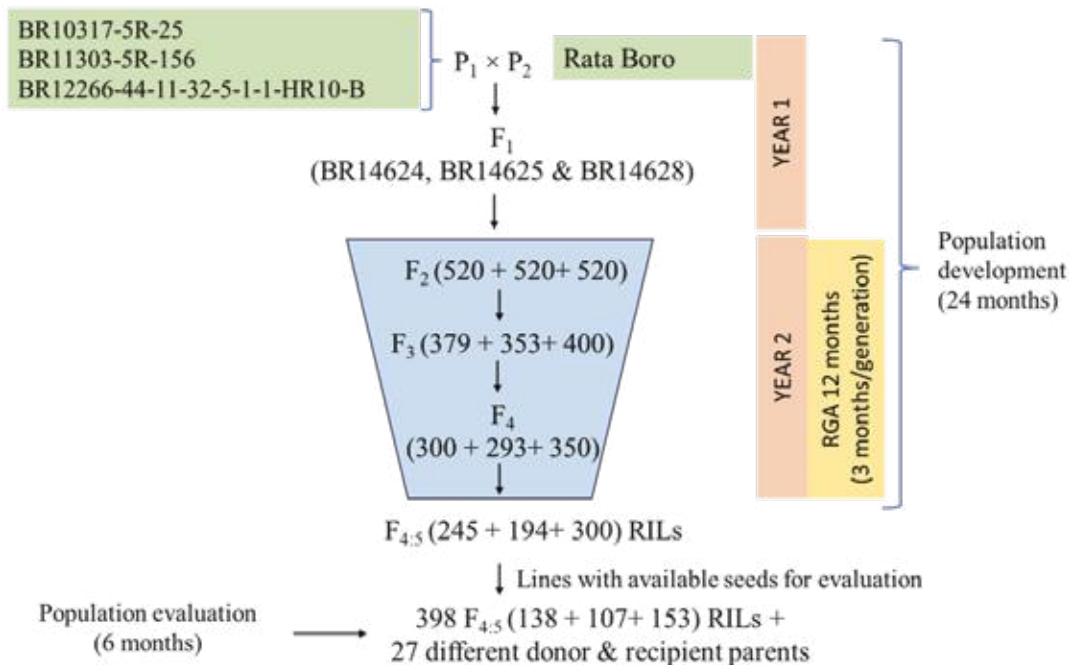 BR10317-5R-25
BR11303-5R-156
BR12266-44-11-32-5-1-1-HR10-B
P₁ × P₂
Rata Boro
F₁
(BR14624, BR14625 & BR14628)
F₂ (520 + 520+ 520)
F₃ (379 + 353+ 400)
F₄
(300 + 293+ 350)
F₄:₅ (245 + 194+ 300) RILs
Lines with available seeds for evaluation
398 F₄:₅ (138 + 107+ 153) RILs +
27 different donor & recipient parents
Population evaluation
(6 months)
YEAR 1
YEAR 2
RGA 12 months
(3 months/generation)
Population
development
(24 months)